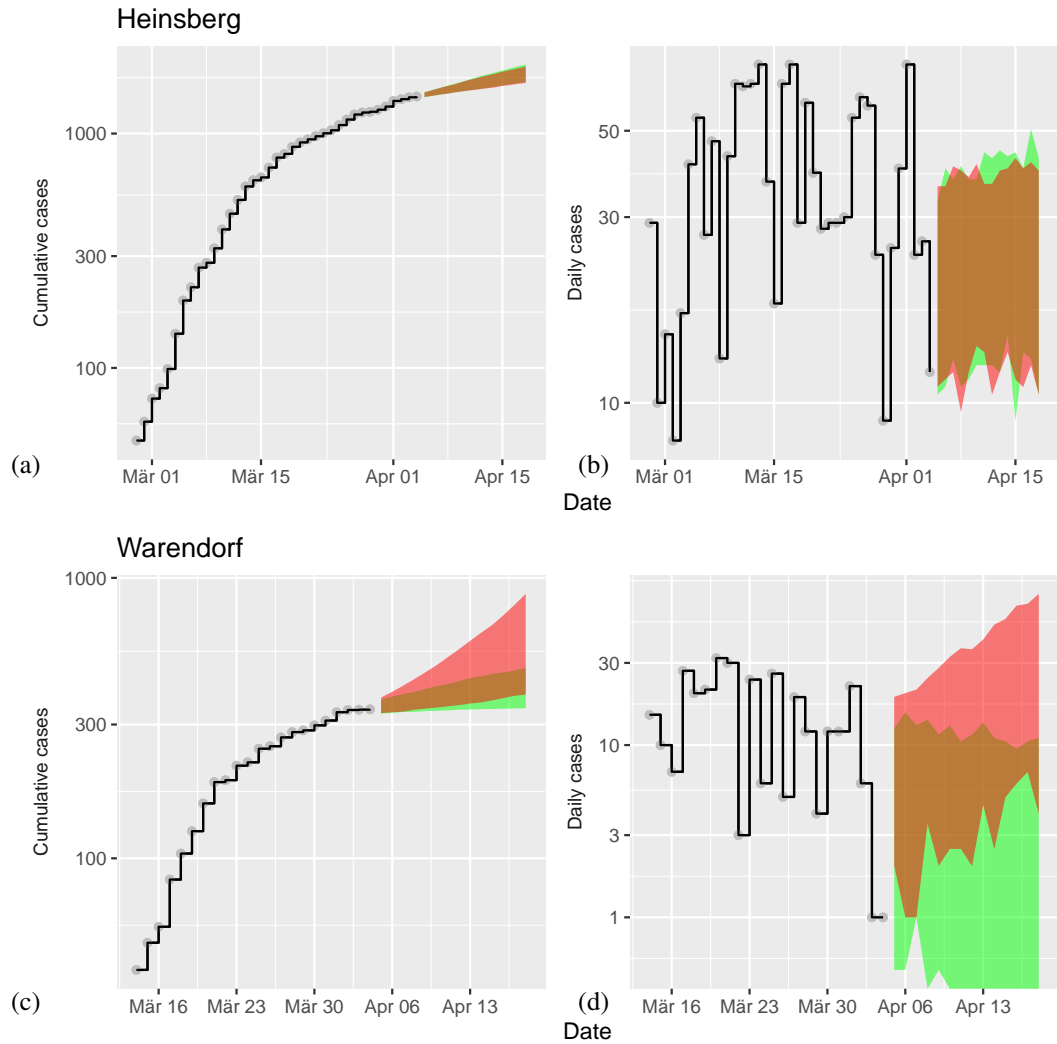 Heinsberg
Cumulative cases
1000
300
100
Mär 01 Mär 15 Apr 01 Apr 15
(a)
Daily cases
50
30
10
Mär 01 Mär 15 Apr 01 Apr 15
(b)
Date
Warendorf
Cumulative cases
1000
300
100
Mär 16 Mär 23 Mär 30 Apr 06 Apr 13
(c)
Daily cases
30
10
3
1
Mär 16 Mär 23 Mär 30 Apr 06 Apr 13
(d)
Date